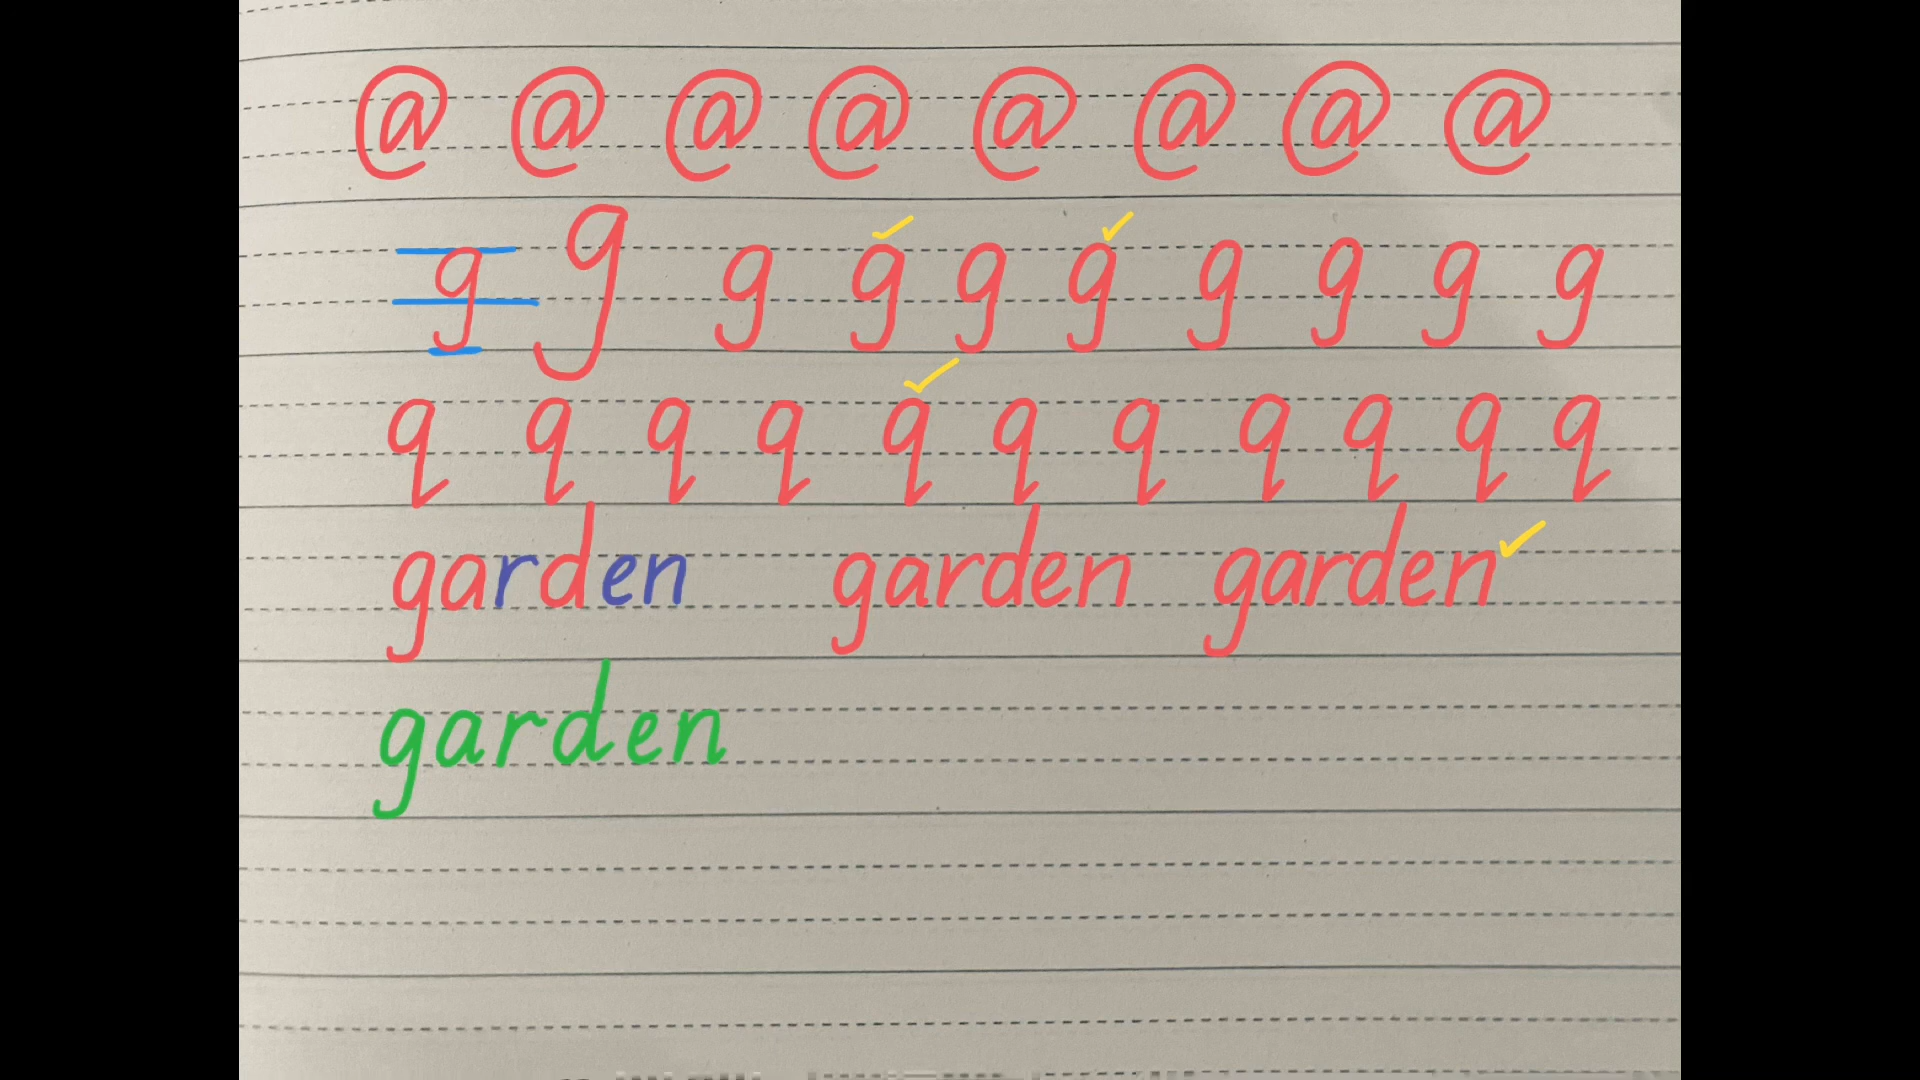 @ @ @ @ @ @ @ @
g g g g g g g g g g
q q q q q q q q q q q
garden garden garden
garden